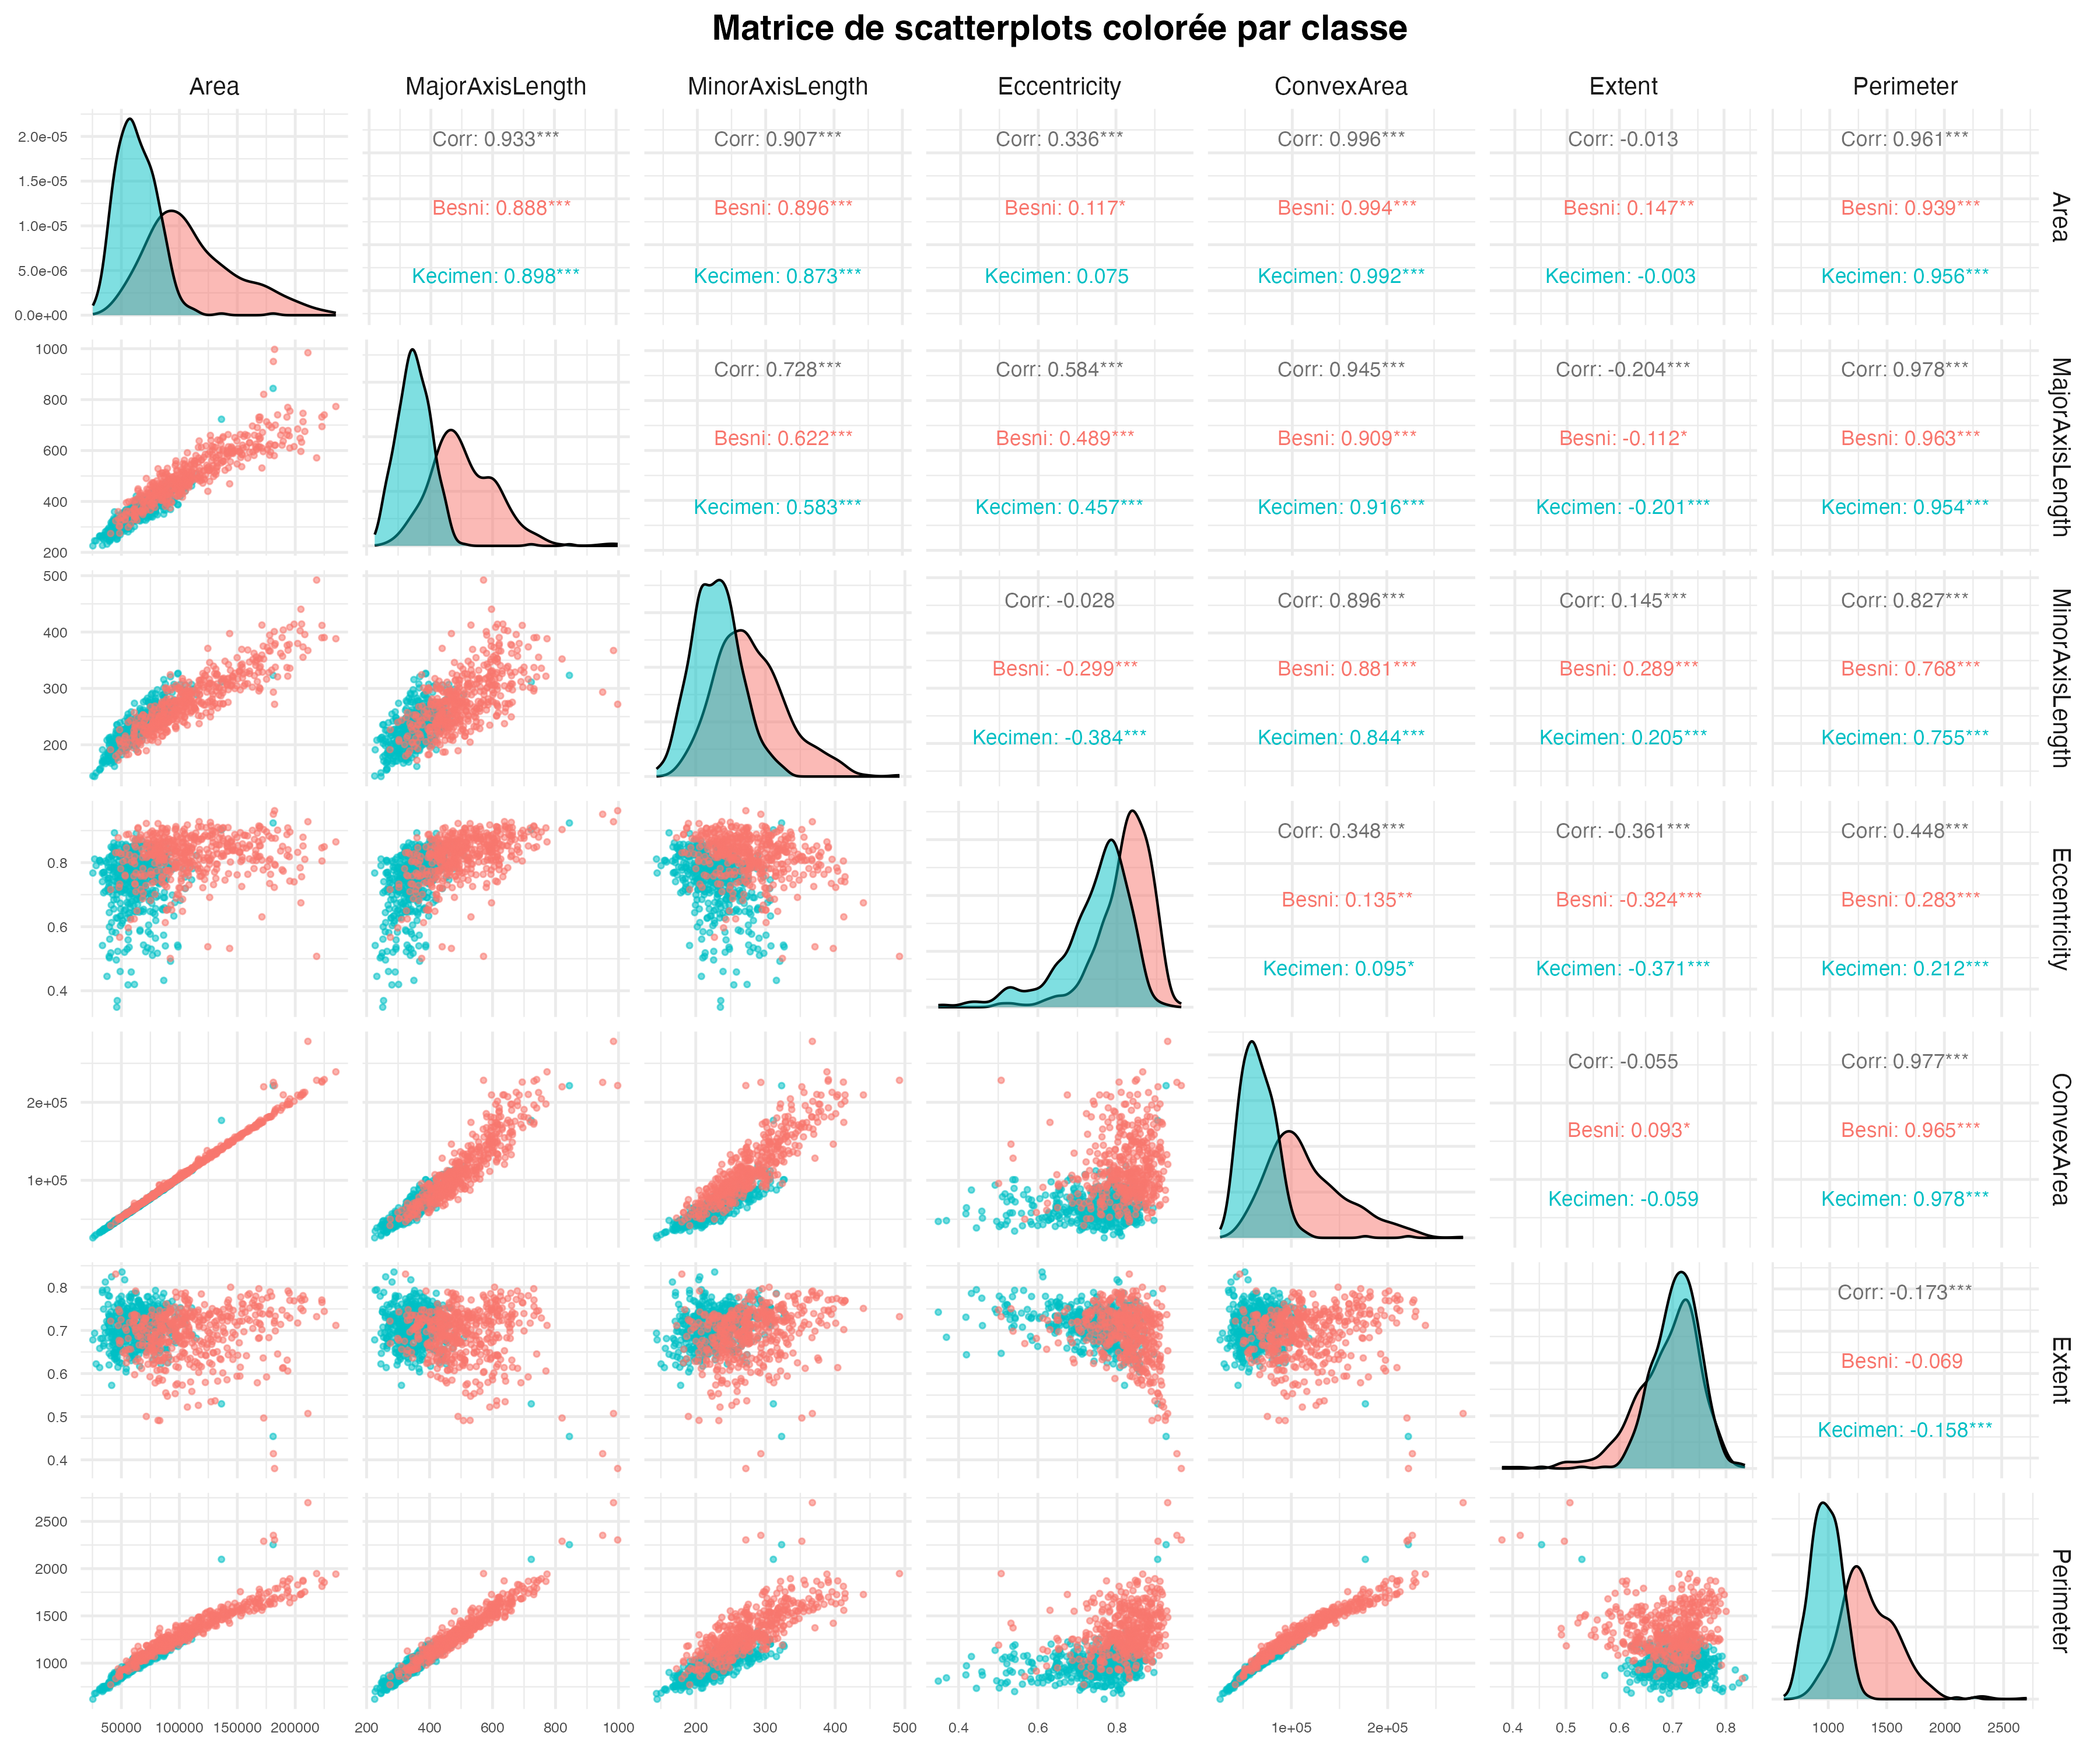 Matrice de scatterplots colorée par classe
Area MajorAxisLength MinorAxisLength Eccentricity ConvexArea Extent Perimeter
2.0e-05
1.5e-05
1.0e-05
5.0e-06
0.0e+00
Corr: 0.933*** Corr: 0.907*** Corr: 0.336*** Corr: 0.996*** Corr: -0.013 Corr: 0.961***
Besni: 0.888*** Besni: 0.896*** Besni: 0.117* Besni: 0.994*** Besni: 0.147** Besni: 0.939***
Kecimen: 0.898*** Kecimen: 0.873*** Kecimen: 0.075 Kecimen: 0.992*** Kecimen: -0.003 Kecimen: 0.956***
Area
1000
800
600
400
200
Corr: 0.728*** Corr: 0.584*** Corr: 0.945*** Corr: -0.204*** Corr: 0.978***
Besni: 0.622*** Besni: 0.489*** Besni: 0.909*** Besni: -0.112* Besni: 0.963***
Kecimen: 0.583*** Kecimen: 0.457*** Kecimen: 0.916*** Kecimen: -0.201*** Kecimen: 0.954***
MajorAxisLength
500
400
300
200
Corr: -0.028 Corr: 0.896*** Corr: 0.145*** Corr: 0.827***
Besni: -0.299*** Besni: 0.881*** Besni: 0.289*** Besni: 0.768***
Kecimen: -0.384*** Kecimen: 0.844*** Kecimen: 0.205*** Kecimen: 0.755***
MinorAxisLength
0.8
0.6
0.4
Corr: 0.348*** Corr: -0.361*** Corr: 0.448***
Besni: 0.135** Besni: -0.324*** Besni: 0.283***
Kecimen: 0.095* Kecimen: -0.371*** Kecimen: 0.212***
Eccentricity
2e+05
1e+05
Corr: -0.055 Corr: 0.977***
Besni: 0.093* Besni: 0.965***
Kecimen: -0.059 Kecimen: 0.978***
ConvexArea
0.8
0.7
0.6
0.5
0.4
Corr: -0.173***
Besni: -0.069
Kecimen: -0.158***
Extent
2500
2000
1500
1000
Perimeter
50000 100000 150000 200000 200 400 600 800 1000 200 300 400 500 0.4 0.6 0.8 1e+05 2e+05 0.4 0.5 0.6 0.7 0.8 1000 1500 2000 2500